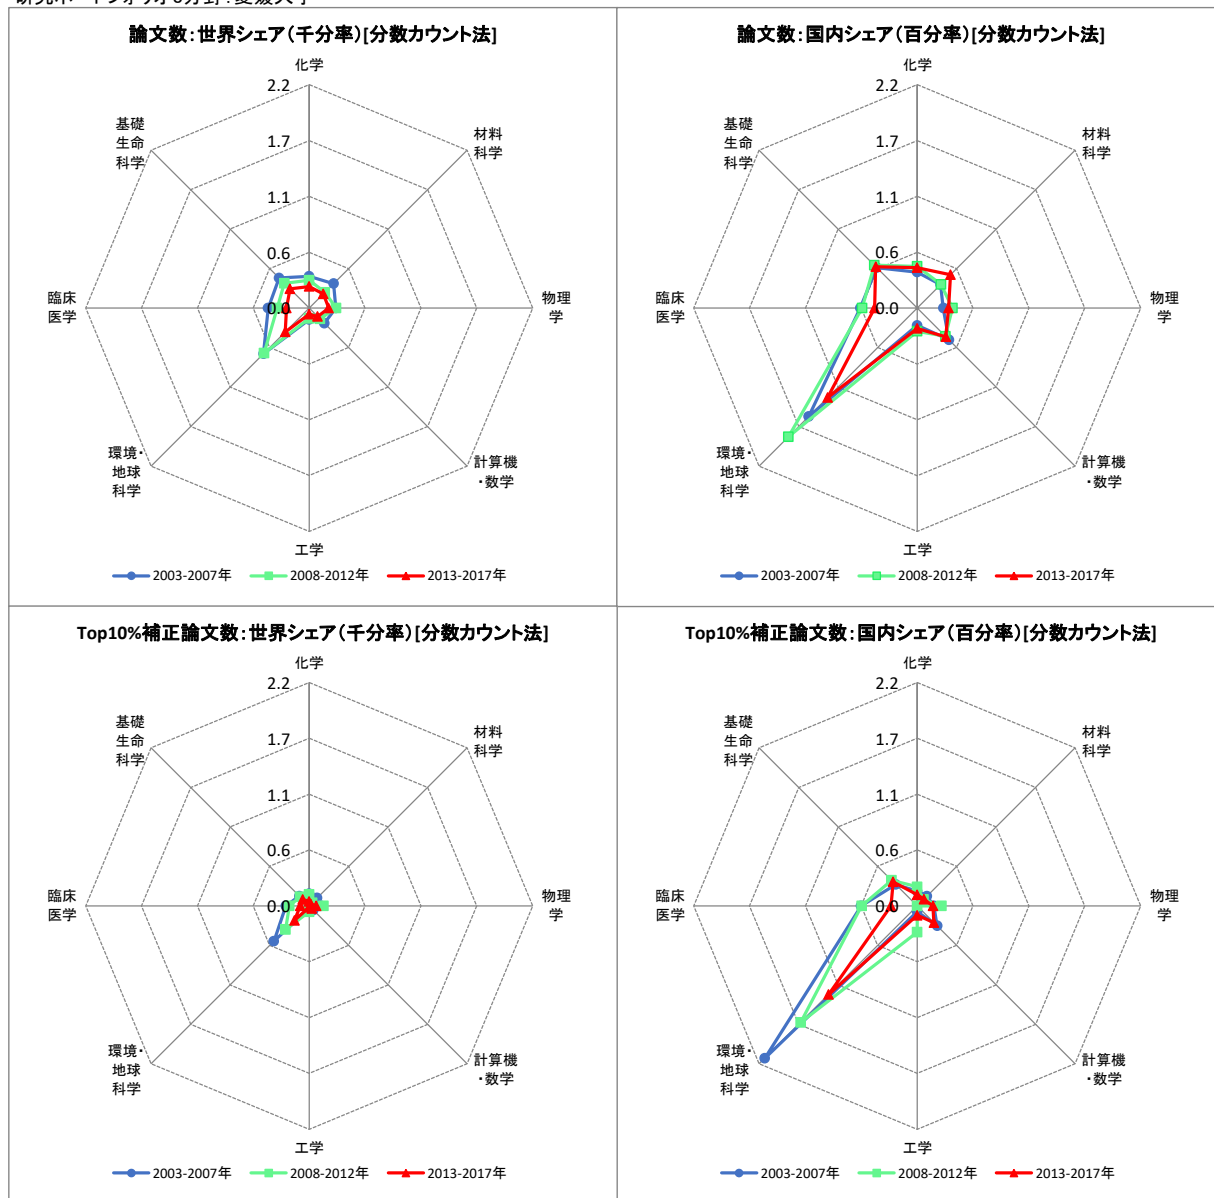 論文数：世界シェア（千分率）[分数カウント法]
化学
2.2
基礎
生命
科学
材料
科学
1.7
1.1
0.6
臨床
医学
0.0
物理
学
環境・
地球
科学
計算機
・数学
工学
2003-2007年 2008-2012年 2013-2017年
論文数：国内シェア（百分率）[分数カウント法]
化学
2.2
基礎
生命
科学
材料
科学
1.7
1.1
0.6
臨床
医学
0.0
物理
学
環境・
地球
科学
計算機
・数学
工学
2003-2007年 2008-2012年 2013-2017年
Top10%補正論文数：世界シェア（千分率）[分数カウント法]
化学
2.2
基礎
生命
科学
材料
科学
1.7
1.1
0.6
臨床
医学
0.0
物理
学
環境・
地球
科学
計算機
・数学
工学
2003-2007年 2008-2012年 2013-2017年
Top10%補正論文数：国内シェア（百分率）[分数カウント法]
化学
2.2
基礎
生命
科学
材料
科学
1.7
1.1
0.6
臨床
医学
0.0
物理
学
環境・
地球
科学
計算機
・数学
工学
2003-2007年 2008-2012年 2013-2017年